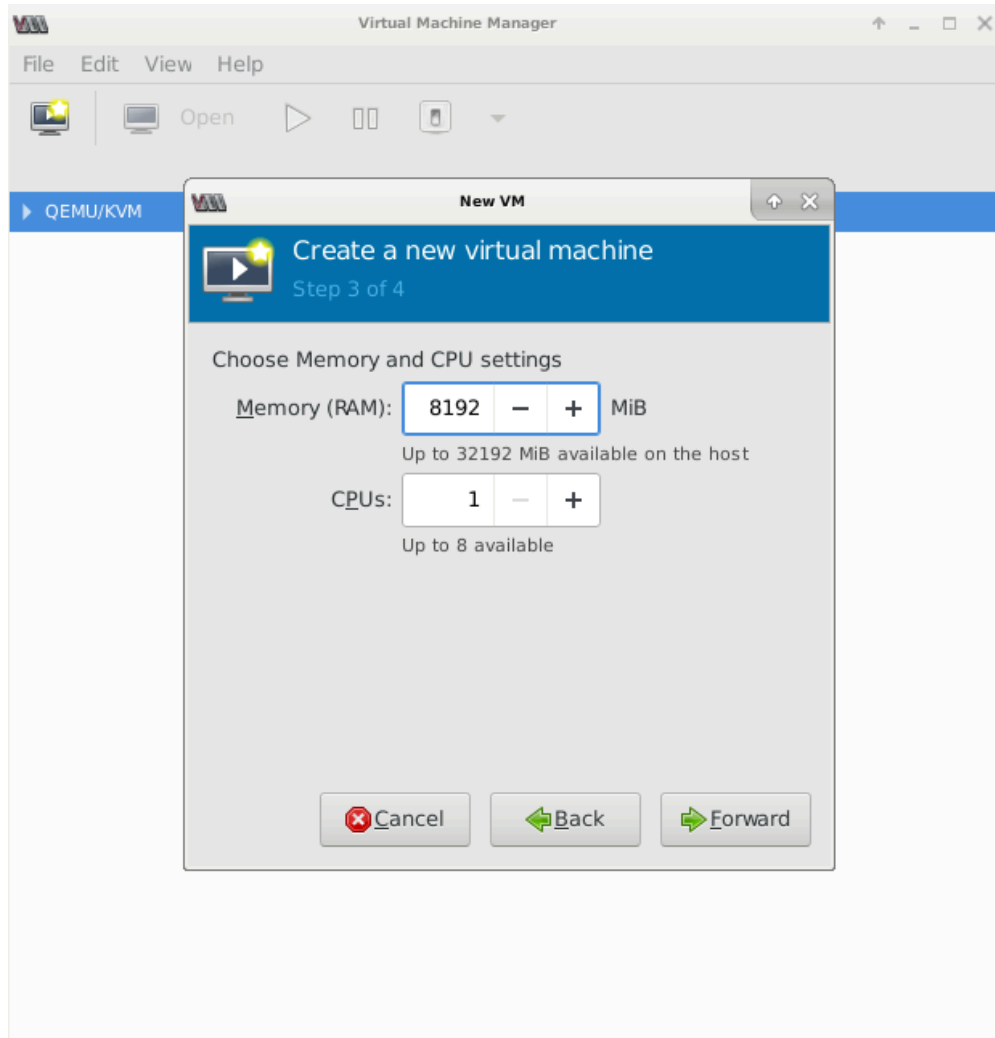 Virtual Machine Manager
File Edit View Help
Open
QEMU/KVM
New VM
Create a new virtual machine
Step 3 of 4
Choose Memory and CPU settings
Memory (RAM): 8192 − + MiB
Up to 32192 MiB available on the host
CPUs: 1 − +
Up to 8 available
Cancel Back Forward